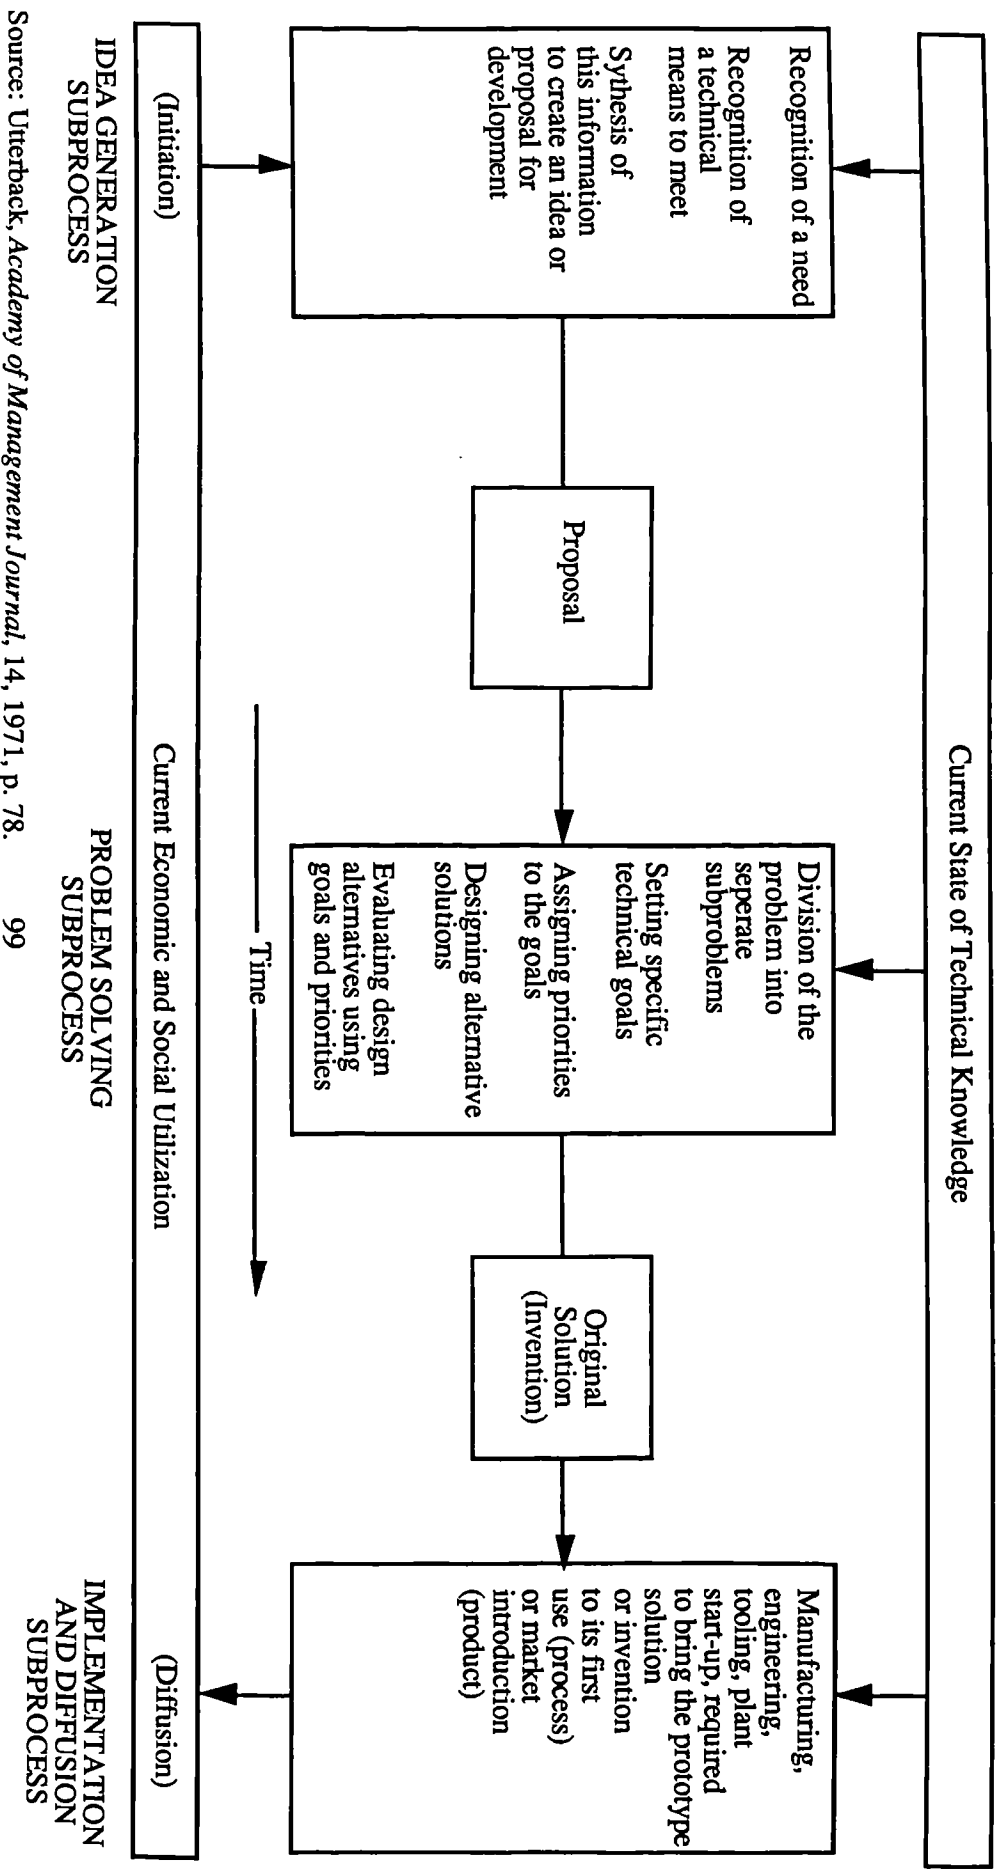 Current State of Technical Knowledge
Recognition of a need
Recognition of
a technical
means to meet
Sythesis of
this information
to create an idea or
proposal for
development
Proposal
Division of the
problem into
seperate
subproblems
Setting specific
technical goals
Assigning priorities
to the goals
Designing alternative
solutions
Evaluating design
alternatives using
goals and priorities
Original
Solution
(Invention)
Manufacturing,
engineering,
tooling, plant
start-up, required
to bring the prototype
solution
or invention
to its first
use (process)
or market
introduction
(product)
Time
(Initiation)
Current Economic and Social Utilization
(Diffusion)
IDEA GENERATION
SUBPROCESS
PROBLEM SOLVING
SUBPROCESS
IMPLEMENTATION
AND DIFFUSION
SUBPROCESS
Source: Utterback, Academy of Management Journal, 14, 1971, p. 78.
99